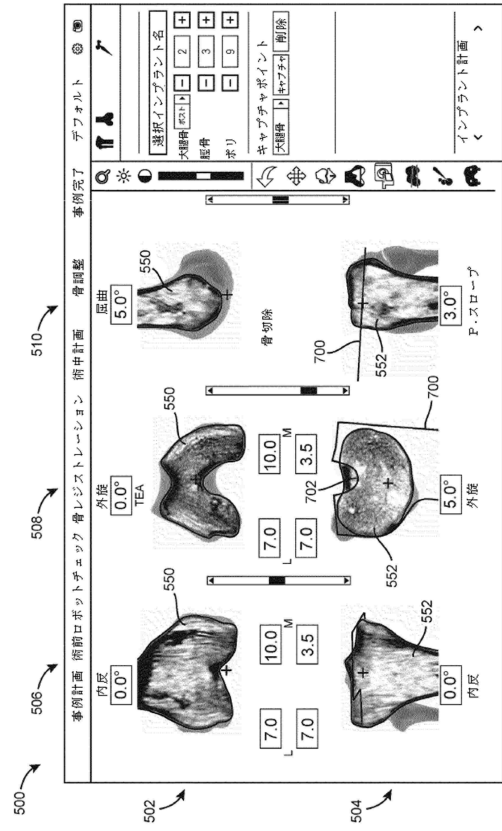 500
506
508
510
事例計画 術前ロボットチェック 骨レジストレーション 術中計画 骨調整 事例完了 デフォルト
内反
0.0°
外旋
0.0°
TEA
屈曲
5.0°
502
550
550
550
L
7.0
10.0
M
7.0
3.5
L
7.0
10.0
M
7.0
3.5
骨切除
504
552
552
552
700
700
702
0.0°
内反
5.0°
外旋
3.0°
P.スロープ
選択インプラント名
大腿骨 ポスト − 2 +
脛骨 − 3 +
ポリ − 9 +
キャプチャポイント
大腿骨 キャプチャ 削除
< インプラント計画 >